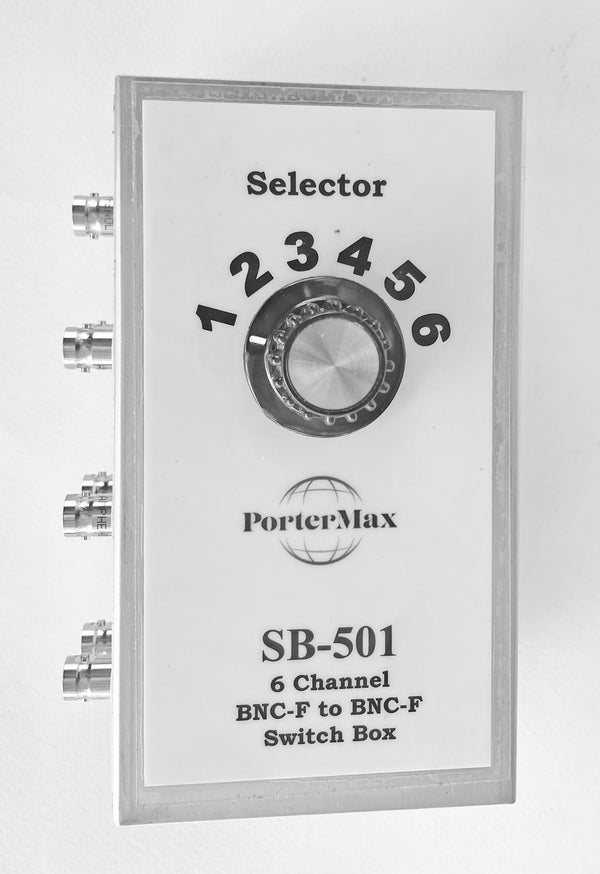 Selector
1 2 3 4 5 6
PorterMax
SB-501
6 Channel
BNC-F to BNC-F
Switch Box